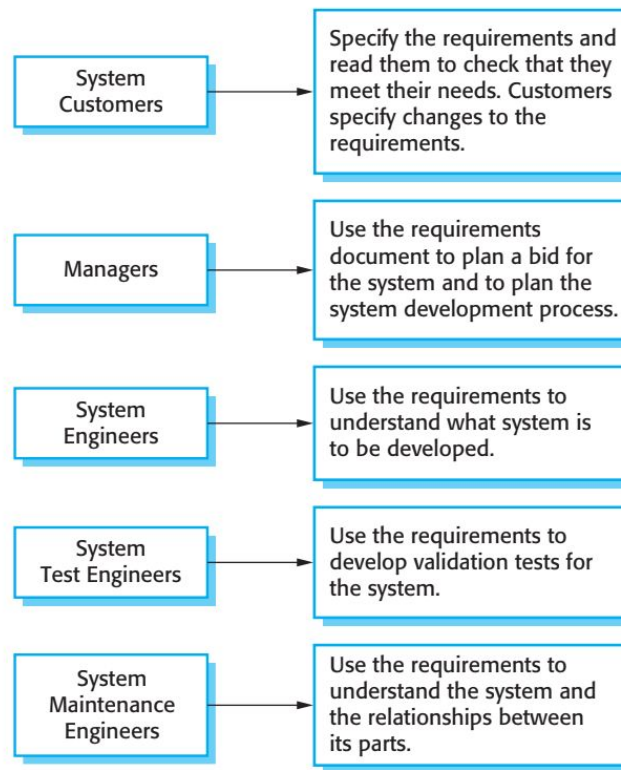 System
Customers
Specify the requirements and
read them to check that they
meet their needs. Customers
specify changes to the
requirements.
Managers
Use the requirements
document to plan a bid for
the system and to plan the
system development process.
System
Engineers
Use the requirements to
understand what system is
to be developed.
System
Test Engineers
Use the requirements to
develop validation tests for
the system.
System
Maintenance
Engineers
Use the requirements to
understand the system and
the relationships between
its parts.